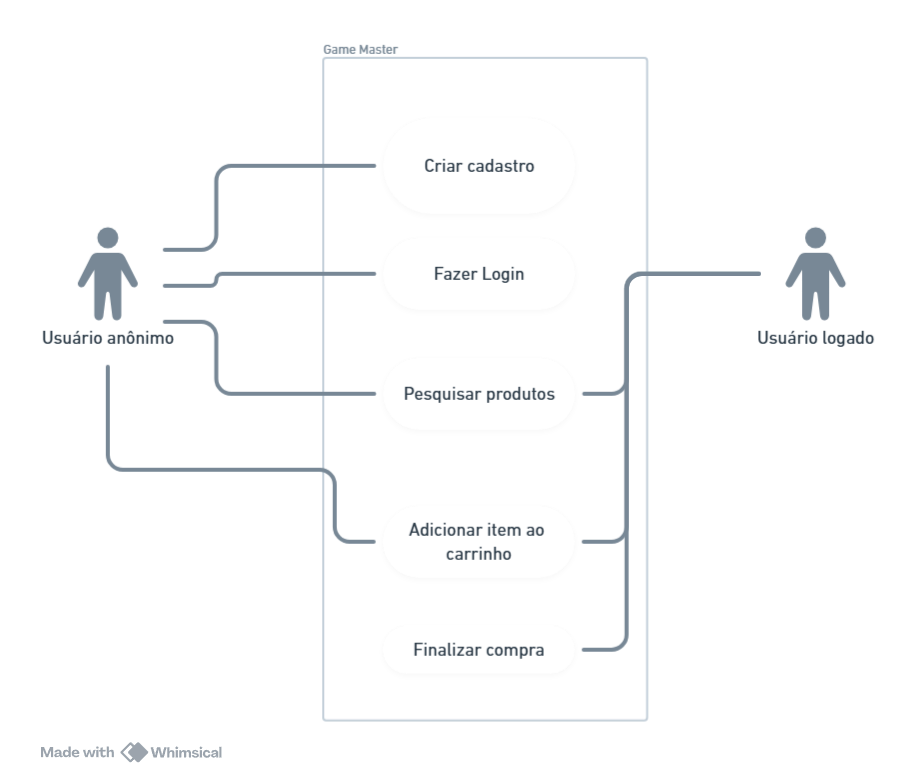 Game Master
Criar cadastro
Fazer Login
Usuário anônimo
Usuário logado
Pesquisar produtos
Adicionar item ao
carrinho
Finalizar compra
Made with Whimsical